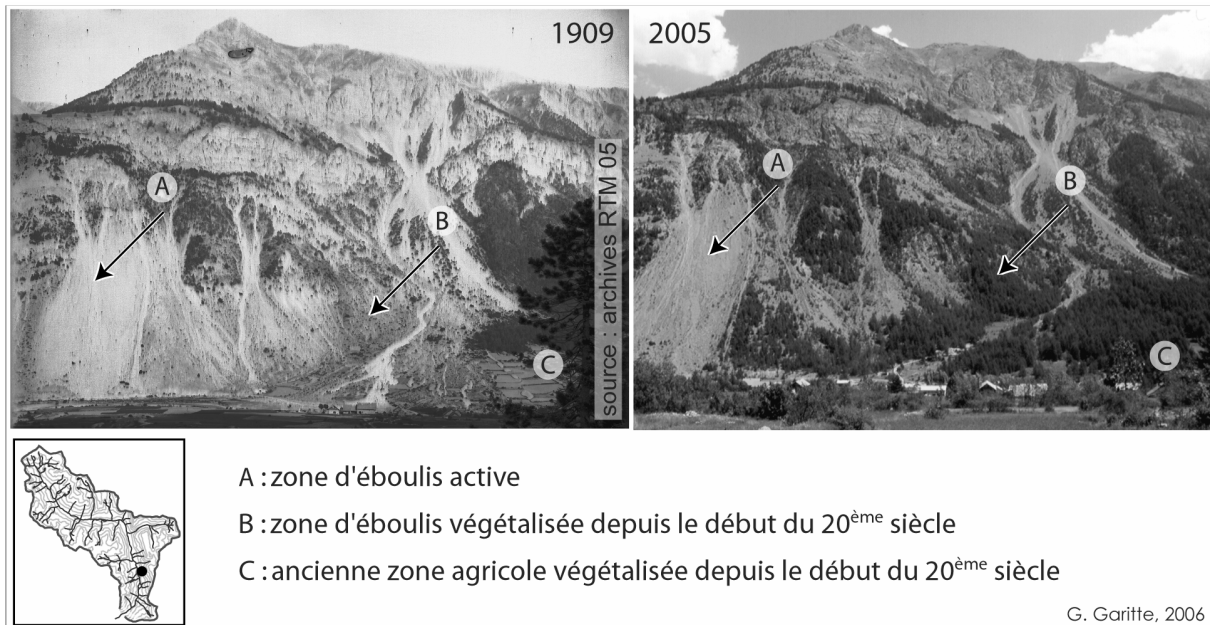 1909
2005
A
B
C
source : archives RTM 05
A
B
C
A : zone d'éboulis active
B : zone d'éboulis végétalisée depuis le début du 20ème siècle
C : ancienne zone agricole végétalisée depuis le début du 20ème siècle
G. Garitte, 2006